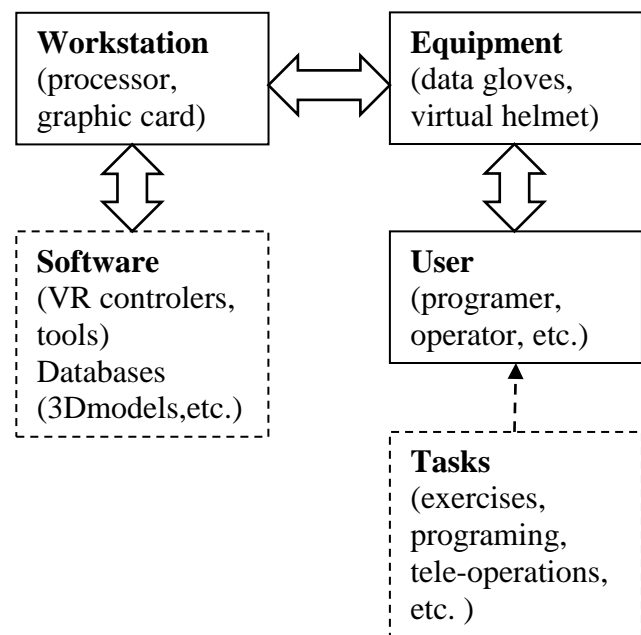 Workstation
(processor,
graphic card)
Equipment
(data gloves,
virtual helmet)
Software
(VR controlers,
tools)
Databases
(3Dmodels,etc.)
User
(programer,
operator, etc.)
Tasks
(exercises,
programing,
tele-operations,
etc. )